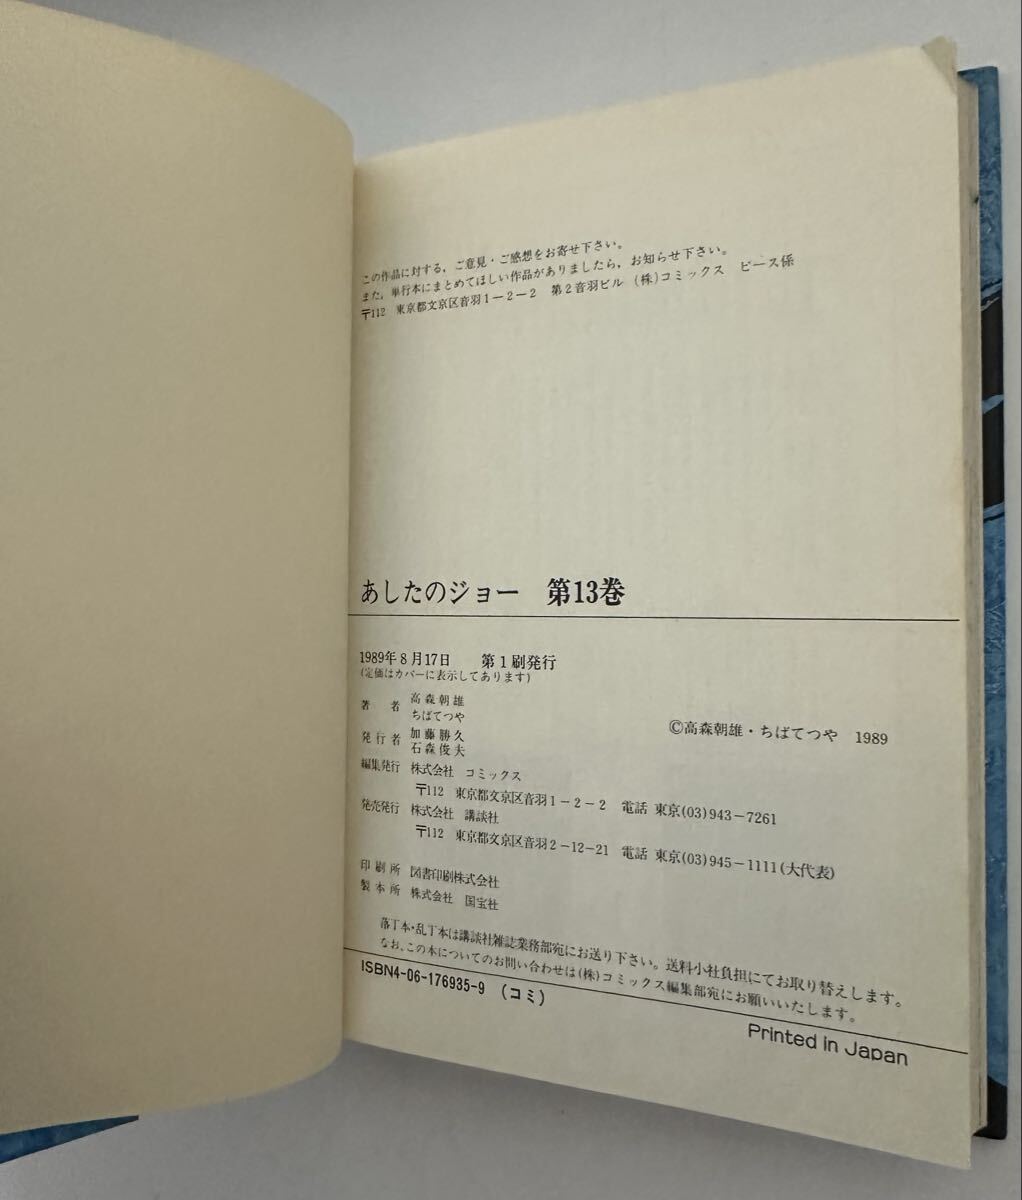 この作品に対する,ご意見・ご感想をお寄せ下さい。
また,単行本にまとめてほしい作品がありましたら,お知らせ下さい。
〒112 東京都文京区音羽1-2-2 第2音羽ビル (株)コミックス ピース係
あしたのジョー 第13巻
1989年8月17日 第1刷発行
(定価はカバーに表示してあります)
著者 高森朝雄
ちばてつや
©高森朝雄・ちばてつや 1989
発行者 加藤勝久
石森俊夫
編集発行 株式会社 コミックス
〒112 東京都文京区音羽1-2-2 電話 東京(03)943-7261
発売発行 株式会社 講談社
〒112 東京都文京区音羽2-12-21 電話 東京(03)945-1111(大代表)
印刷所 図書印刷株式会社
製本所 株式会社 国宝社
落丁本・乱丁本は講談社雑誌業務部宛にお送り下さい。送料小社負担にてお取り替えします。
なお、この本についてのお問い合わせは(株)コミックス編集部宛にお願いいたします。
ISBN4-06-176935-9 (コミ)
Printed in Japan